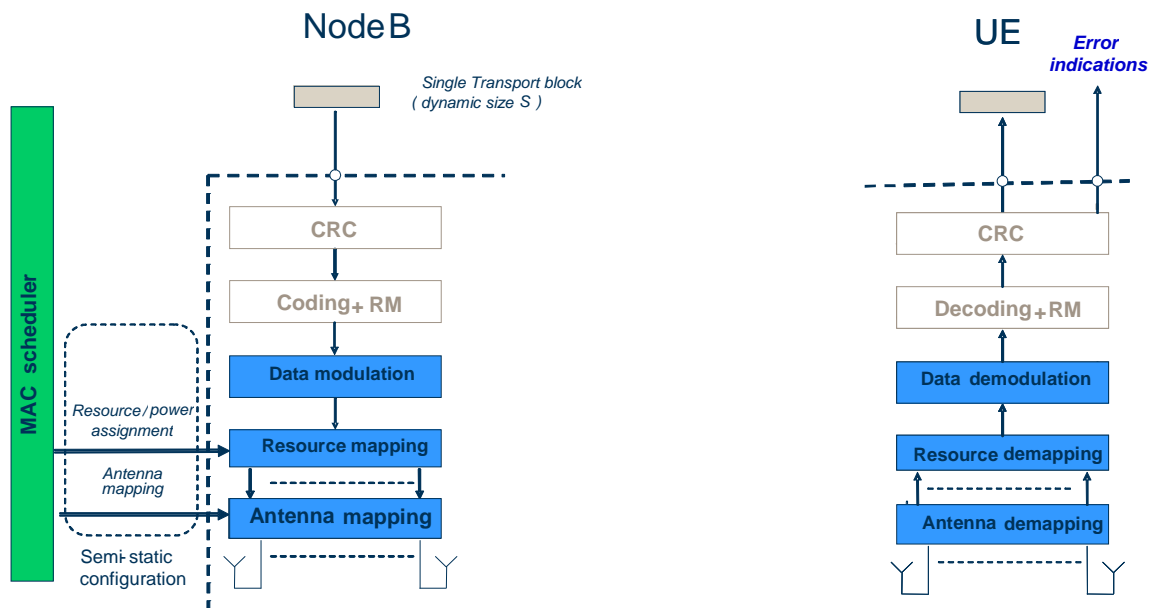 Node B
UE
Error
indications
Single Transport block
( dynamic size S )
MAC scheduler
CRC
CRC
Coding+ RM
Decoding+RM
Data modulation
Data demodulation
Resource/ power
assignment
Resource mapping
Resource demapping
Antenna
mapping
Antenna mapping
Antenna demapping
Semi-static
configuration